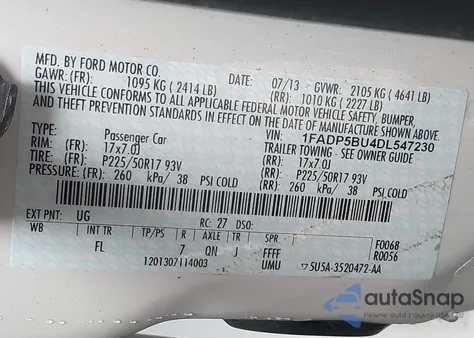 MFD. BY FORD MOTOR CO.
DATE: 07/13 GVWR: 2105 KG ( 4641 LB)
GAWR: (FR): 1095 KG ( 2414 LB) (RR): 1010 KG ( 2227 LB)
THIS VEHICLE CONFORMS TO ALL APPLICABLE FEDERAL MOTOR VEHICLE SAFETY, BUMPER,
AND THEFT PREVENTION STANDARDS IN EFFECT ON THE DATE OF MANUFACTURE SHOWN ABOVE.
VIN: 1FADP5BU4DL547230
TYPE: Passenger Car TRAILER TOWING - SEE OWNER GUIDE
RIM: 17x7.0J (RR): 17x7.0J
TIRE: (FR): P225/50R17 93V (RR): P225/50R17 93V
PRESSURE: (FR): 260 kPa/ 38 PSI COLD (RR): 260 kPa/ 38 PSI COLD
EXT PNT: UG RC: 27 DSO: F0068
WB INT TR TP/PS R AXLE TR SPR R0056
FL 7 QN J FFFF
1201307114003 UMU ▽5U5A-3520472-AA
autoSnap